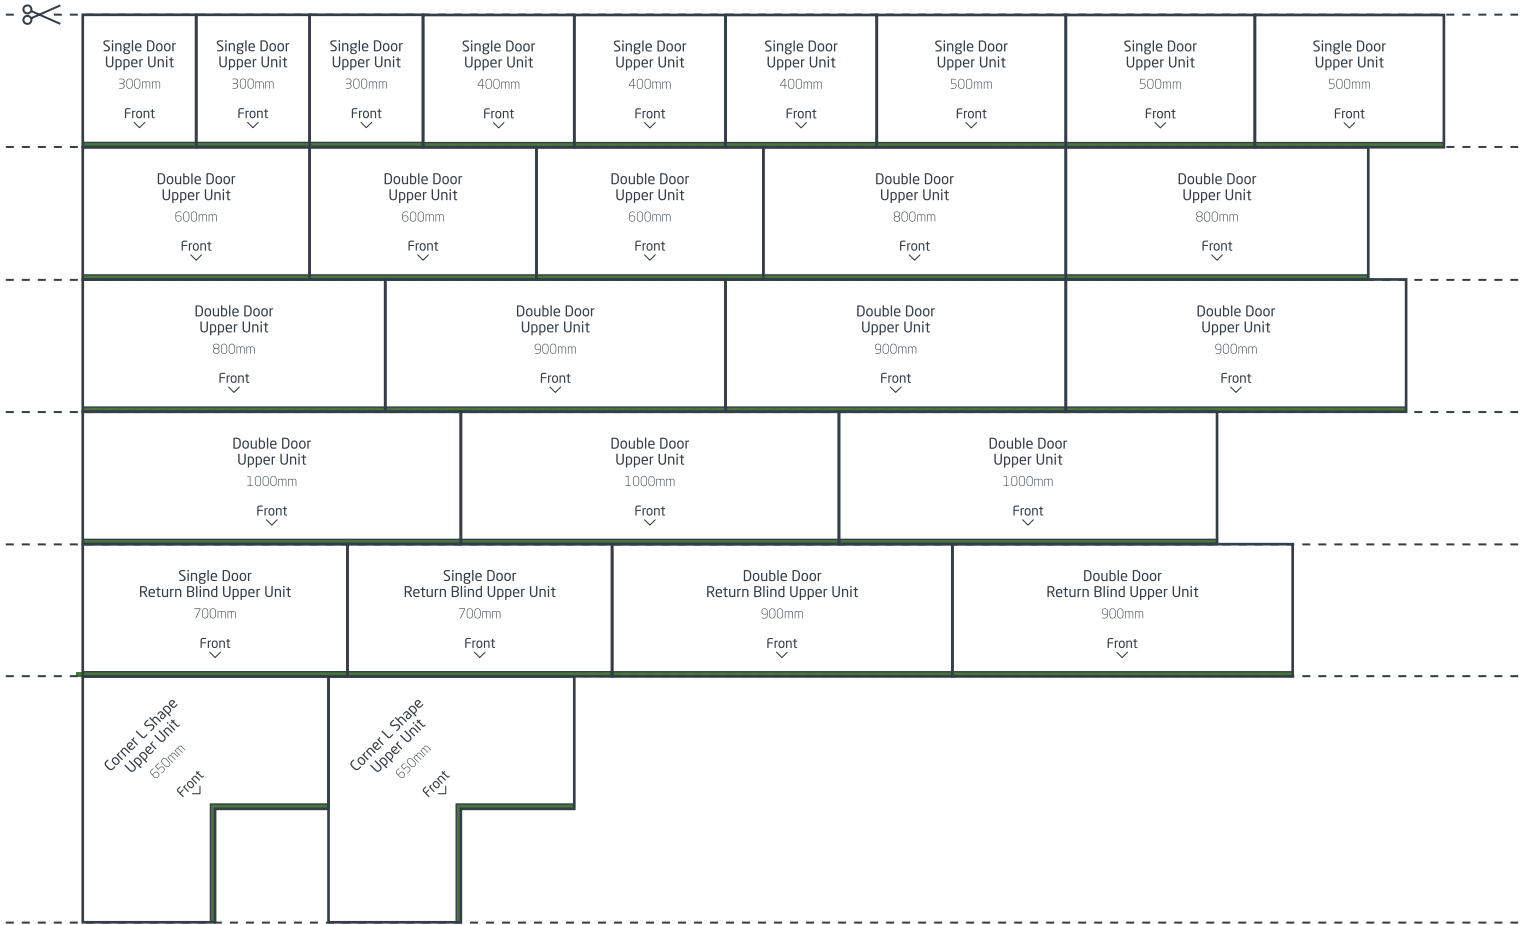 Single Door
Upper Unit
300mm
Front
Single Door
Upper Unit
300mm
Front
Single Door
Upper Unit
300mm
Front
Single Door
Upper Unit
400mm
Front
Single Door
Upper Unit
400mm
Front
Single Door
Upper Unit
400mm
Front
Single Door
Upper Unit
500mm
Front
Single Door
Upper Unit
500mm
Front
Single Door
Upper Unit
500mm
Front
Double Door
Upper Unit
600mm
Front
Double Door
Upper Unit
600mm
Front
Double Door
Upper Unit
600mm
Front
Double Door
Upper Unit
800mm
Front
Double Door
Upper Unit
800mm
Front
Double Door
Upper Unit
800mm
Front
Double Door
Upper Unit
900mm
Front
Double Door
Upper Unit
900mm
Front
Double Door
Upper Unit
900mm
Front
Double Door
Upper Unit
1000mm
Front
Double Door
Upper Unit
1000mm
Front
Double Door
Upper Unit
1000mm
Front
Single Door
Return Blind Upper Unit
700mm
Front
Single Door
Return Blind Upper Unit
700mm
Front
Double Door
Return Blind Upper Unit
900mm
Front
Double Door
Return Blind Upper Unit
900mm
Front
Corner L Shape
Upper Unit
650mm
Front
Corner L Shape
Upper Unit
650mm
Front